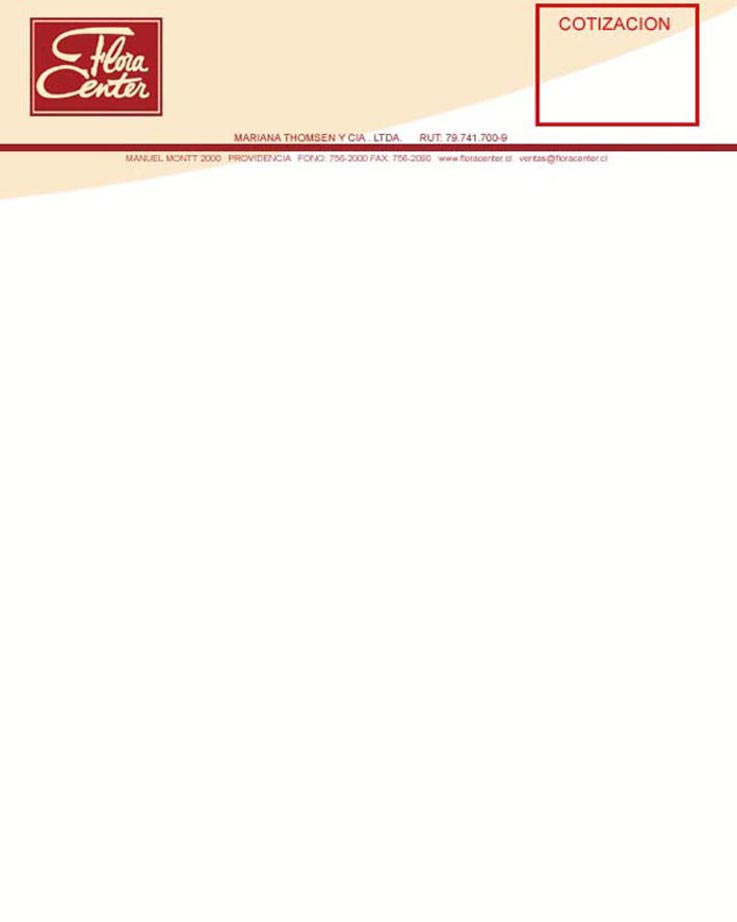 Flora
Center
COTIZACION
MARIANA THOMSEN Y CIA . LTDA. RUT: 79.741.700-9
MANUEL MONTT 2000 PROVIDENCIA FONO: 756-2000 FAX: 756-2090 www.floracenter.cl ventas@floracenter.cl